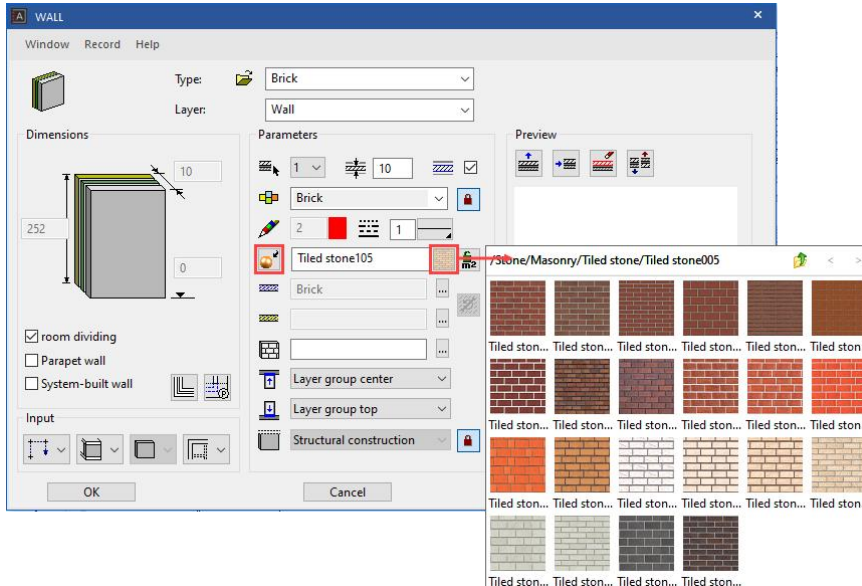 WALL
Window Record Help
Type: Brick
Layer: Wall
Dimensions
10
252
0
room dividing
Parapet wall
System-built wall
Input
Parameters
1 10
Brick
2 1
Tiled stone105 m2
Brick ...
...
...
Layer group center
Layer group top
Structural construction
OK Cancel
Preview
/Stone/Masonry/Tiled stone/Tiled stone005
Tiled ston... Tiled ston... Tiled ston... Tiled ston... Tiled ston... Tiled ston
Tiled ston... Tiled ston... Tiled ston... Tiled ston... Tiled ston... Tiled ston
Tiled ston... Tiled ston... Tiled ston... Tiled ston... Tiled ston... Tiled ston
Tiled ston... Tiled ston... Tiled ston... Tiled ston...